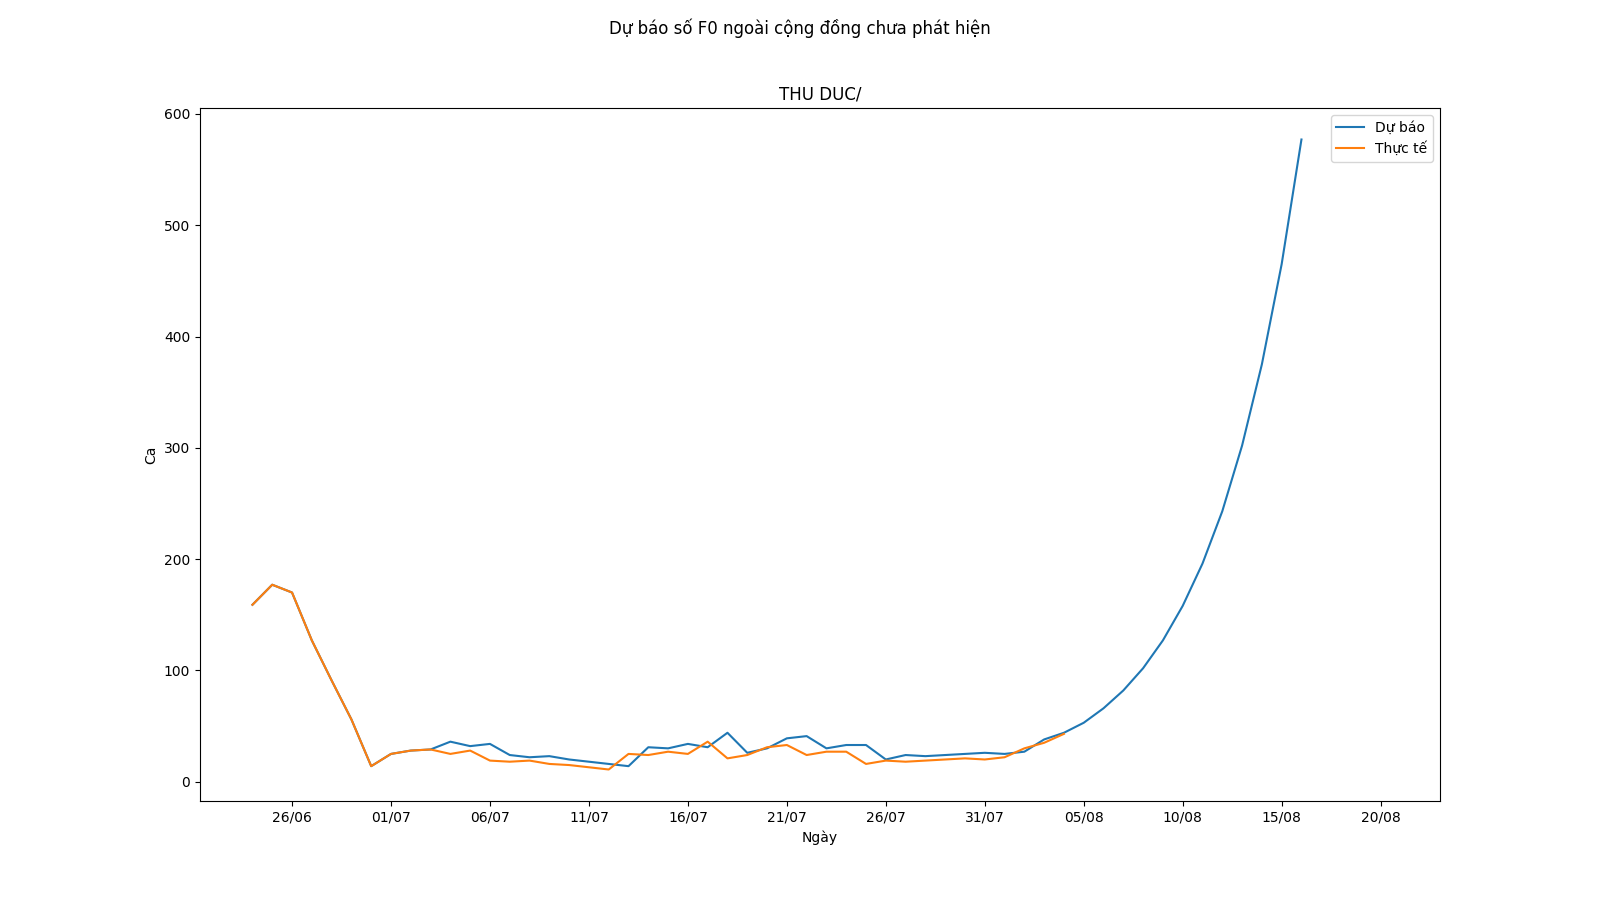 Dự báo số F0 ngoài cộng đồng chưa phát hiện
THU DUC/
Dự báo
Thực tế
600
500
400
300
200
100
0
Ca
26/06 01/07 06/07 11/07 16/07 21/07 26/07 31/07 05/08 10/08 15/08 20/08
Ngày